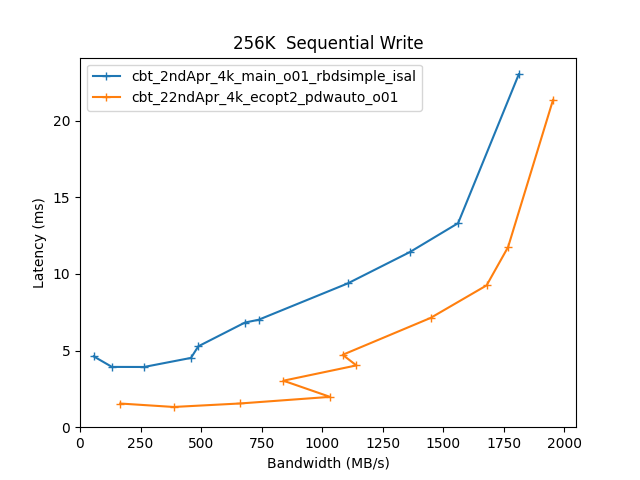 256K  Sequential Write
cbt_2ndApr_4k_main_o01_rbdsimple_isal
cbt_22ndApr_4k_ecopt2_pdwauto_o01
Latency (ms)
20
15
10
5
0
0 250 500 750 1000 1250 1500 1750 2000
Bandwidth (MB/s)